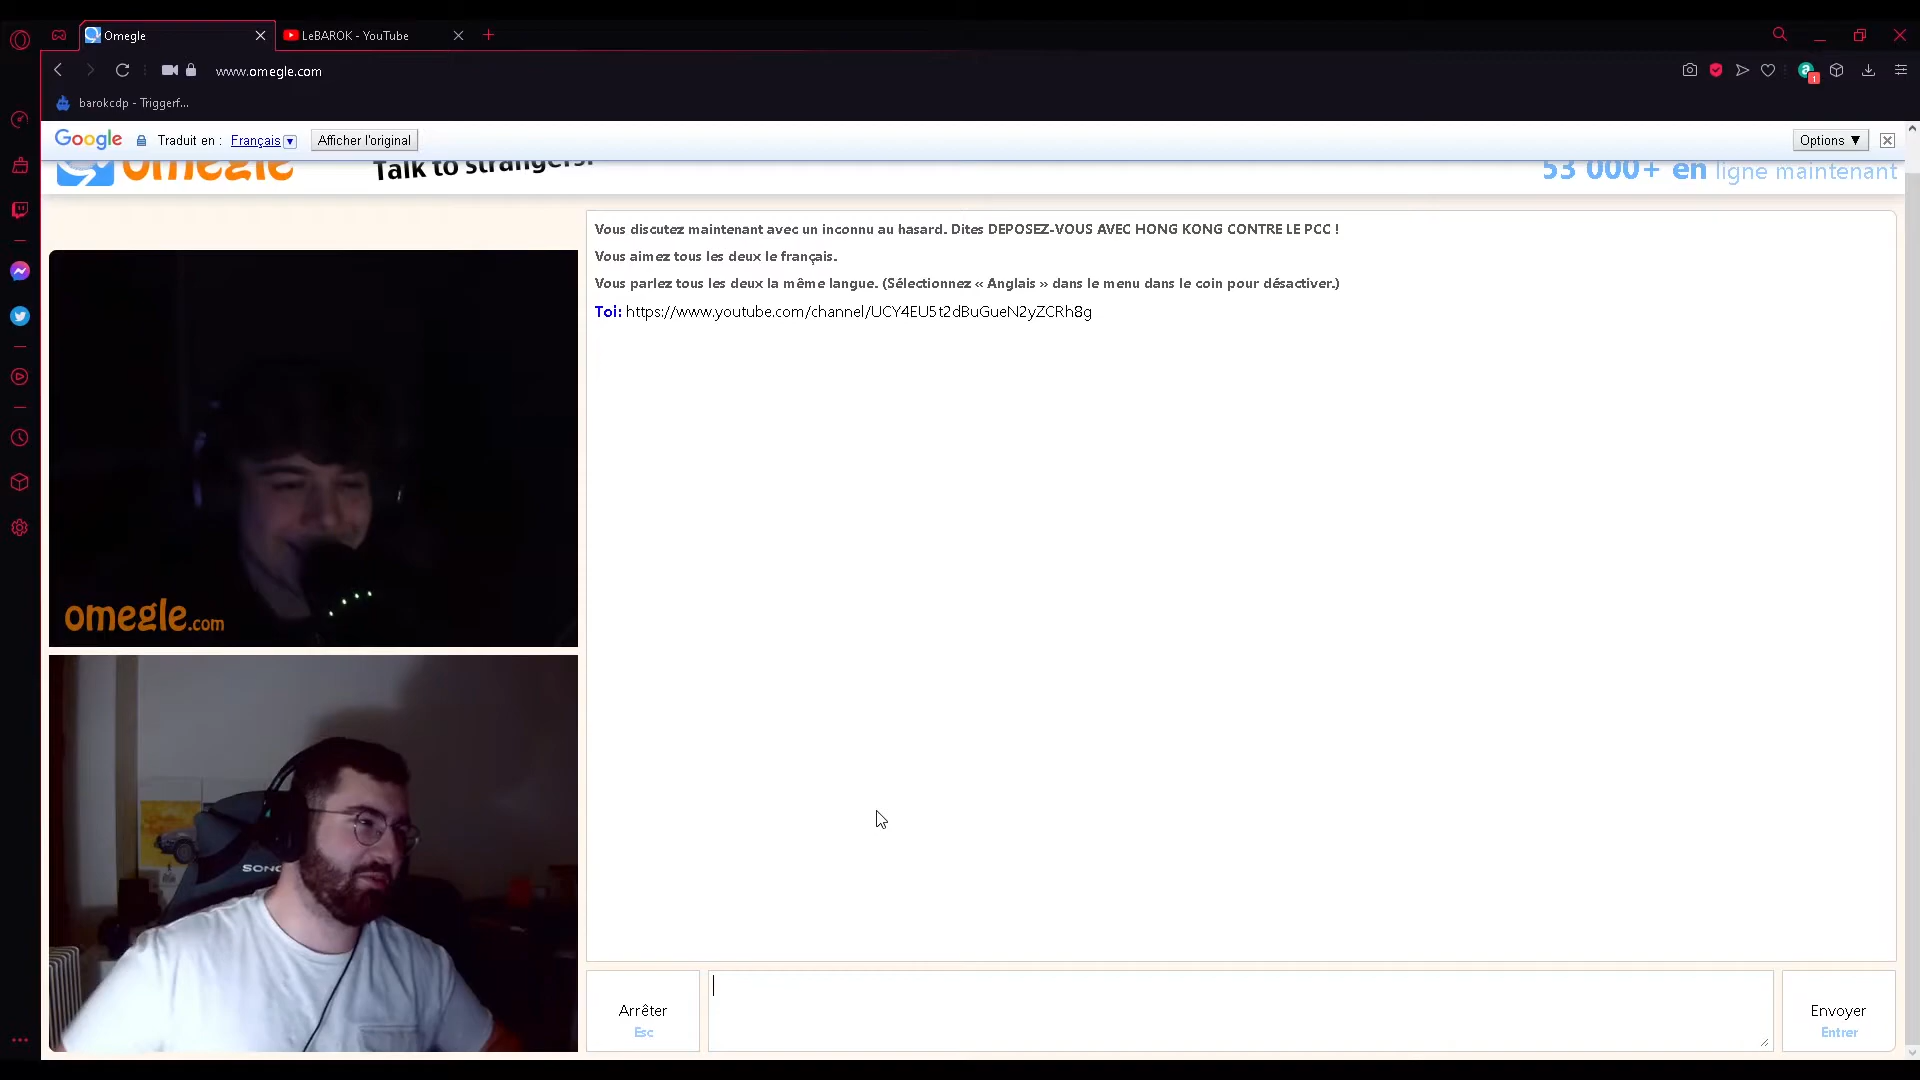 Omegle
LeBAROK - YouTube
www.omegle.com
1
barokcdp - Triggerf...
Google
Traduit en :
Français
Afficher l'original
Options ▼
omegle
Talk to strangers!
53 000+ en ligne maintenant
Vous discutez maintenant avec un inconnu au hasard. Dites DEPOSEZ-VOUS AVEC HONG KONG CONTRE LE PCC !
Vous aimez tous les deux le français.
Vous parlez tous les deux la même langue. (Sélectionnez « Anglais » dans le menu dans le coin pour désactiver.)
Toi: https://www.youtube.com/channel/UCY4EU5t2dBuGueN2yZCRh8g
omegle.com
SONG
Arrêter
Esc
Envoyer
Entrer